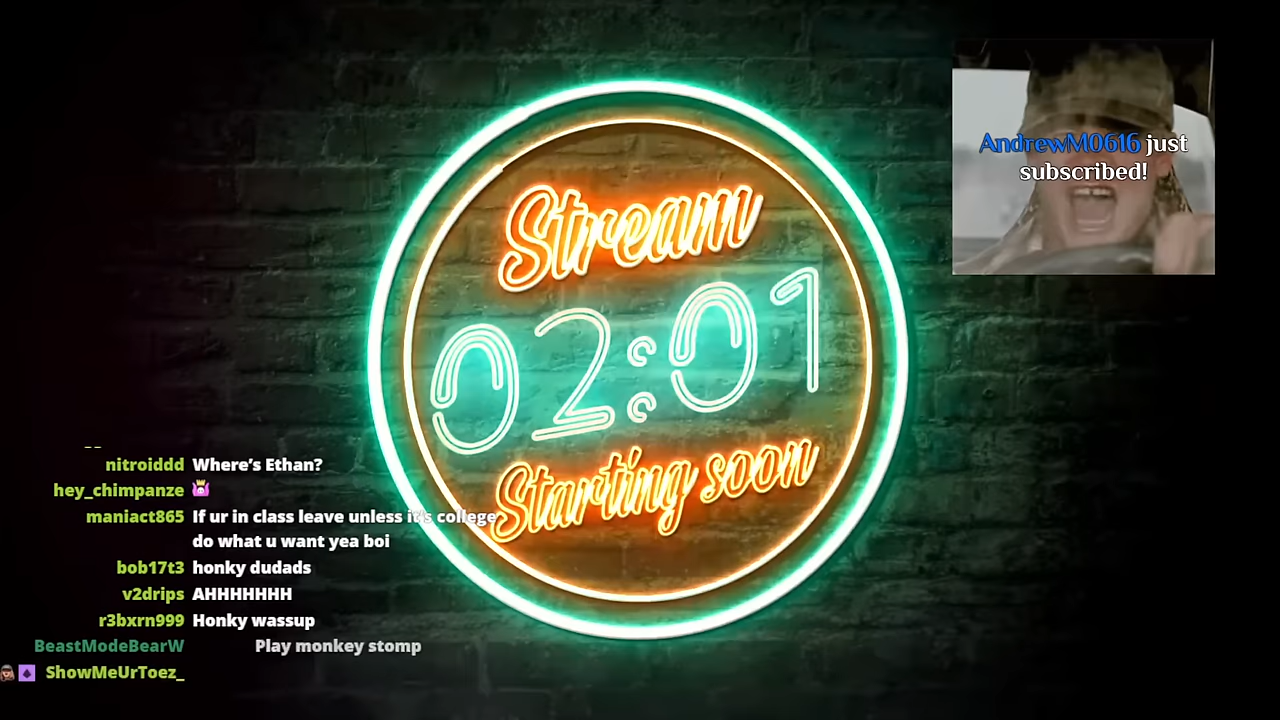 Stream
02:01
Starting soon
AndrewM0616 just
subscribed!
nitroiddd Where's Ethan?
hey_chimpanze
maniact865 If ur in class leave unless it's college
do what u want yea boi
bob17t3 honky dudads
v2drips AHHHHHHH
r3bxrn999 Honky wassup
BeastModeBearW Play monkey stomp
ShowMeUrToez_